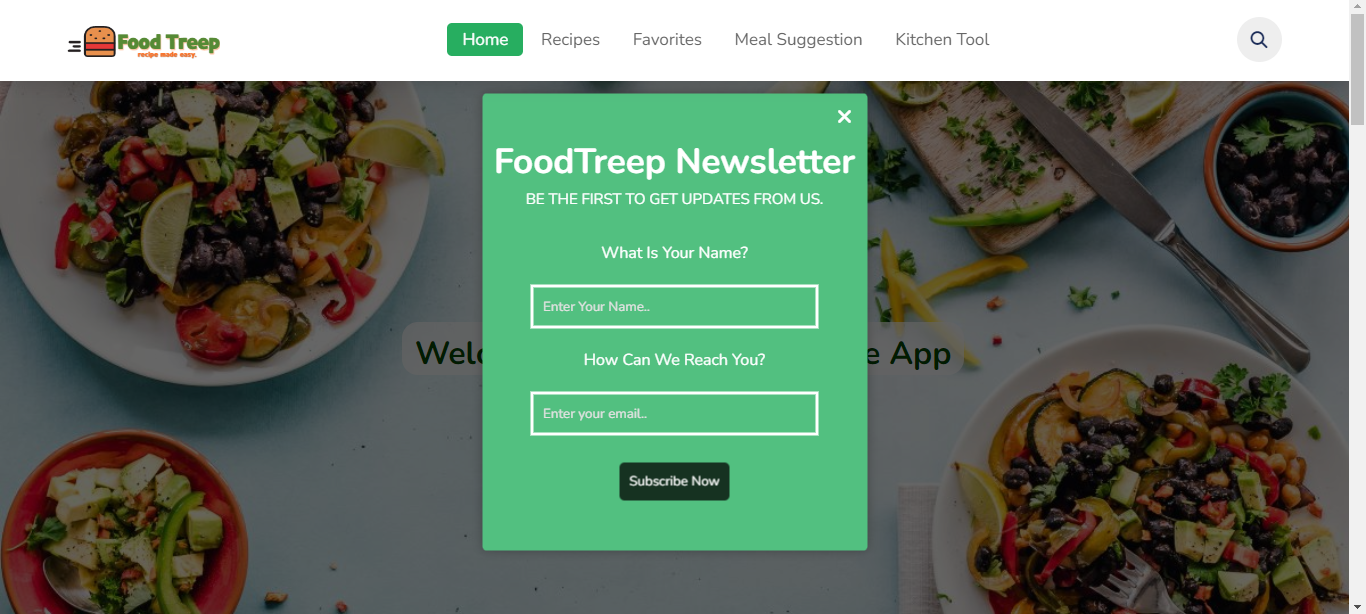 Food Treep
recipe made easy.
Home
Recipes
Favorites
Meal Suggestion
Kitchen Tool
FoodTreep Newsletter
BE THE FIRST TO GET UPDATES FROM US.
What Is Your Name?
Enter Your Name..
How Can We Reach You?
Enter your email..
Subscribe Now
App